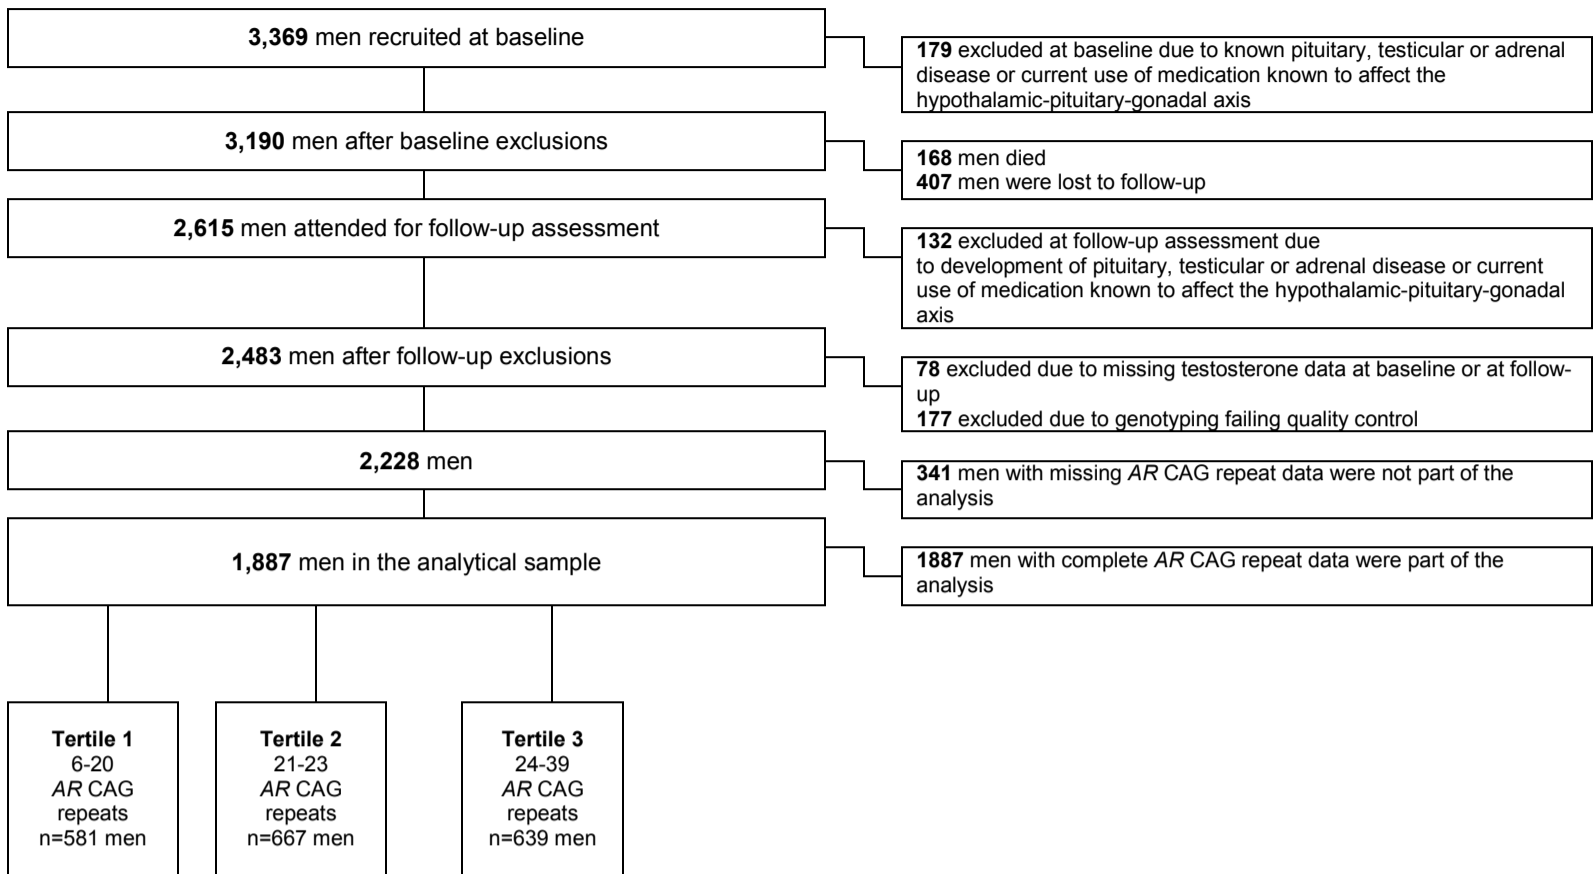 3,369 men recruited at baseline
179 excluded at baseline due to known pituitary, testicular or adrenal
disease or current use of medication known to affect the
hypothalamic-pituitary-gonadal axis
3,190 men after baseline exclusions
168 men died
407 men were lost to follow-up
2,615 men attended for follow-up assessment
132 excluded at follow-up assessment due
to development of pituitary, testicular or adrenal disease or current
use of medication known to affect the hypothalamic-pituitary-gonadal
axis
2,483 men after follow-up exclusions
78 excluded due to missing testosterone data at baseline or at follow-
up
177 excluded due to genotyping failing quality control
2,228 men
341 men with missing AR CAG repeat data were not part of the
analysis
1,887 men in the analytical sample
1887 men with complete AR CAG repeat data were part of the
analysis
Tertile 1
6-20
AR CAG
repeats
n=581 men
Tertile 2
21-23
AR CAG
repeats
n=667 men
Tertile 3
24-39
AR CAG
repeats
n=639 men